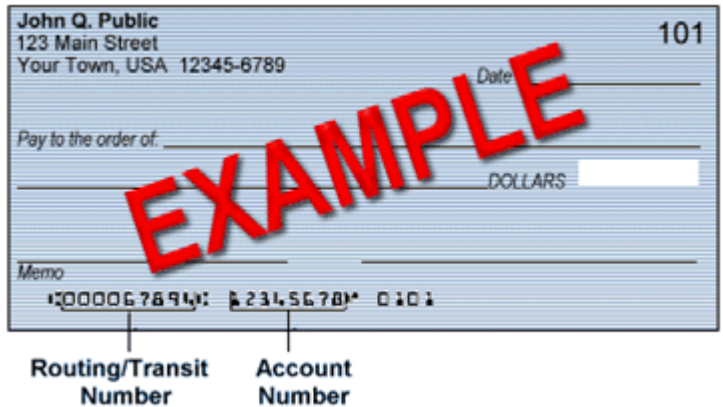 John Q. Public
101
123 Main Street
Your Town, USA 12345-6789
Date
Pay to the order of:
EXAMPLE
DOLLARS
Memo
⑆000067894⑆ 12345678⑈ 0101
Routing/Transit Number
Account Number